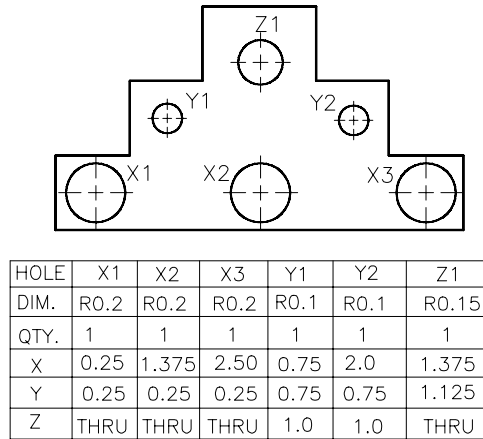 Z1
Y1 Y2
X1 X2 X3
HOLE X1 X2 X3 Y1 Y2 Z1
DIM. R0.2 R0.2 R0.2 R0.1 R0.1 R0.15
QTY. 1 1 1 1 1 1
X 0.25 1.375 2.50 0.75 2.0 1.375
Y 0.25 0.25 0.25 0.75 0.75 1.125
Z THRU THRU THRU 1.0 1.0 THRU